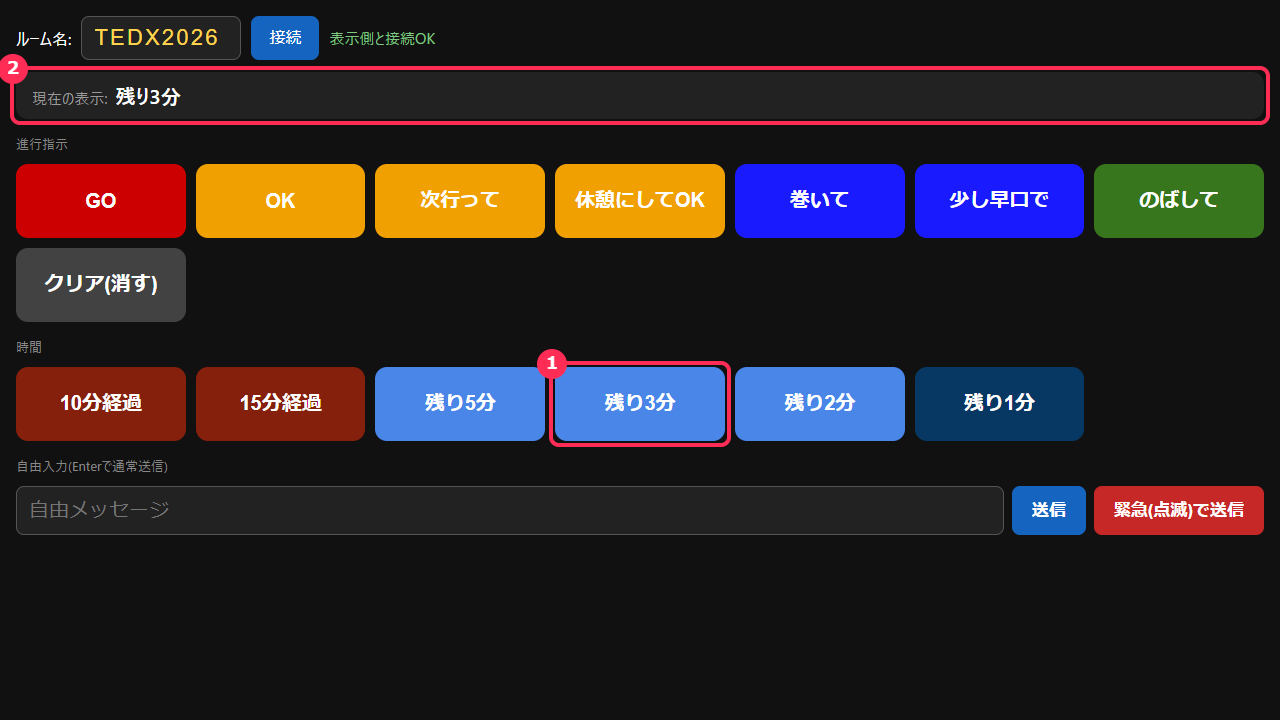 ルーム名: TEDX2026 接続 表示側と接続OK
2
現在の表示: 残り3分
進行指示
GO OK 次行って 休憩にしてOK 巻いて 少し早口で のばして
クリア(消す)
時間
1
10分経過 15分経過 残り5分 残り3分 残り2分 残り1分
自由入力(Enterで通常送信)
自由メッセージ 送信 緊急(点滅)で送信